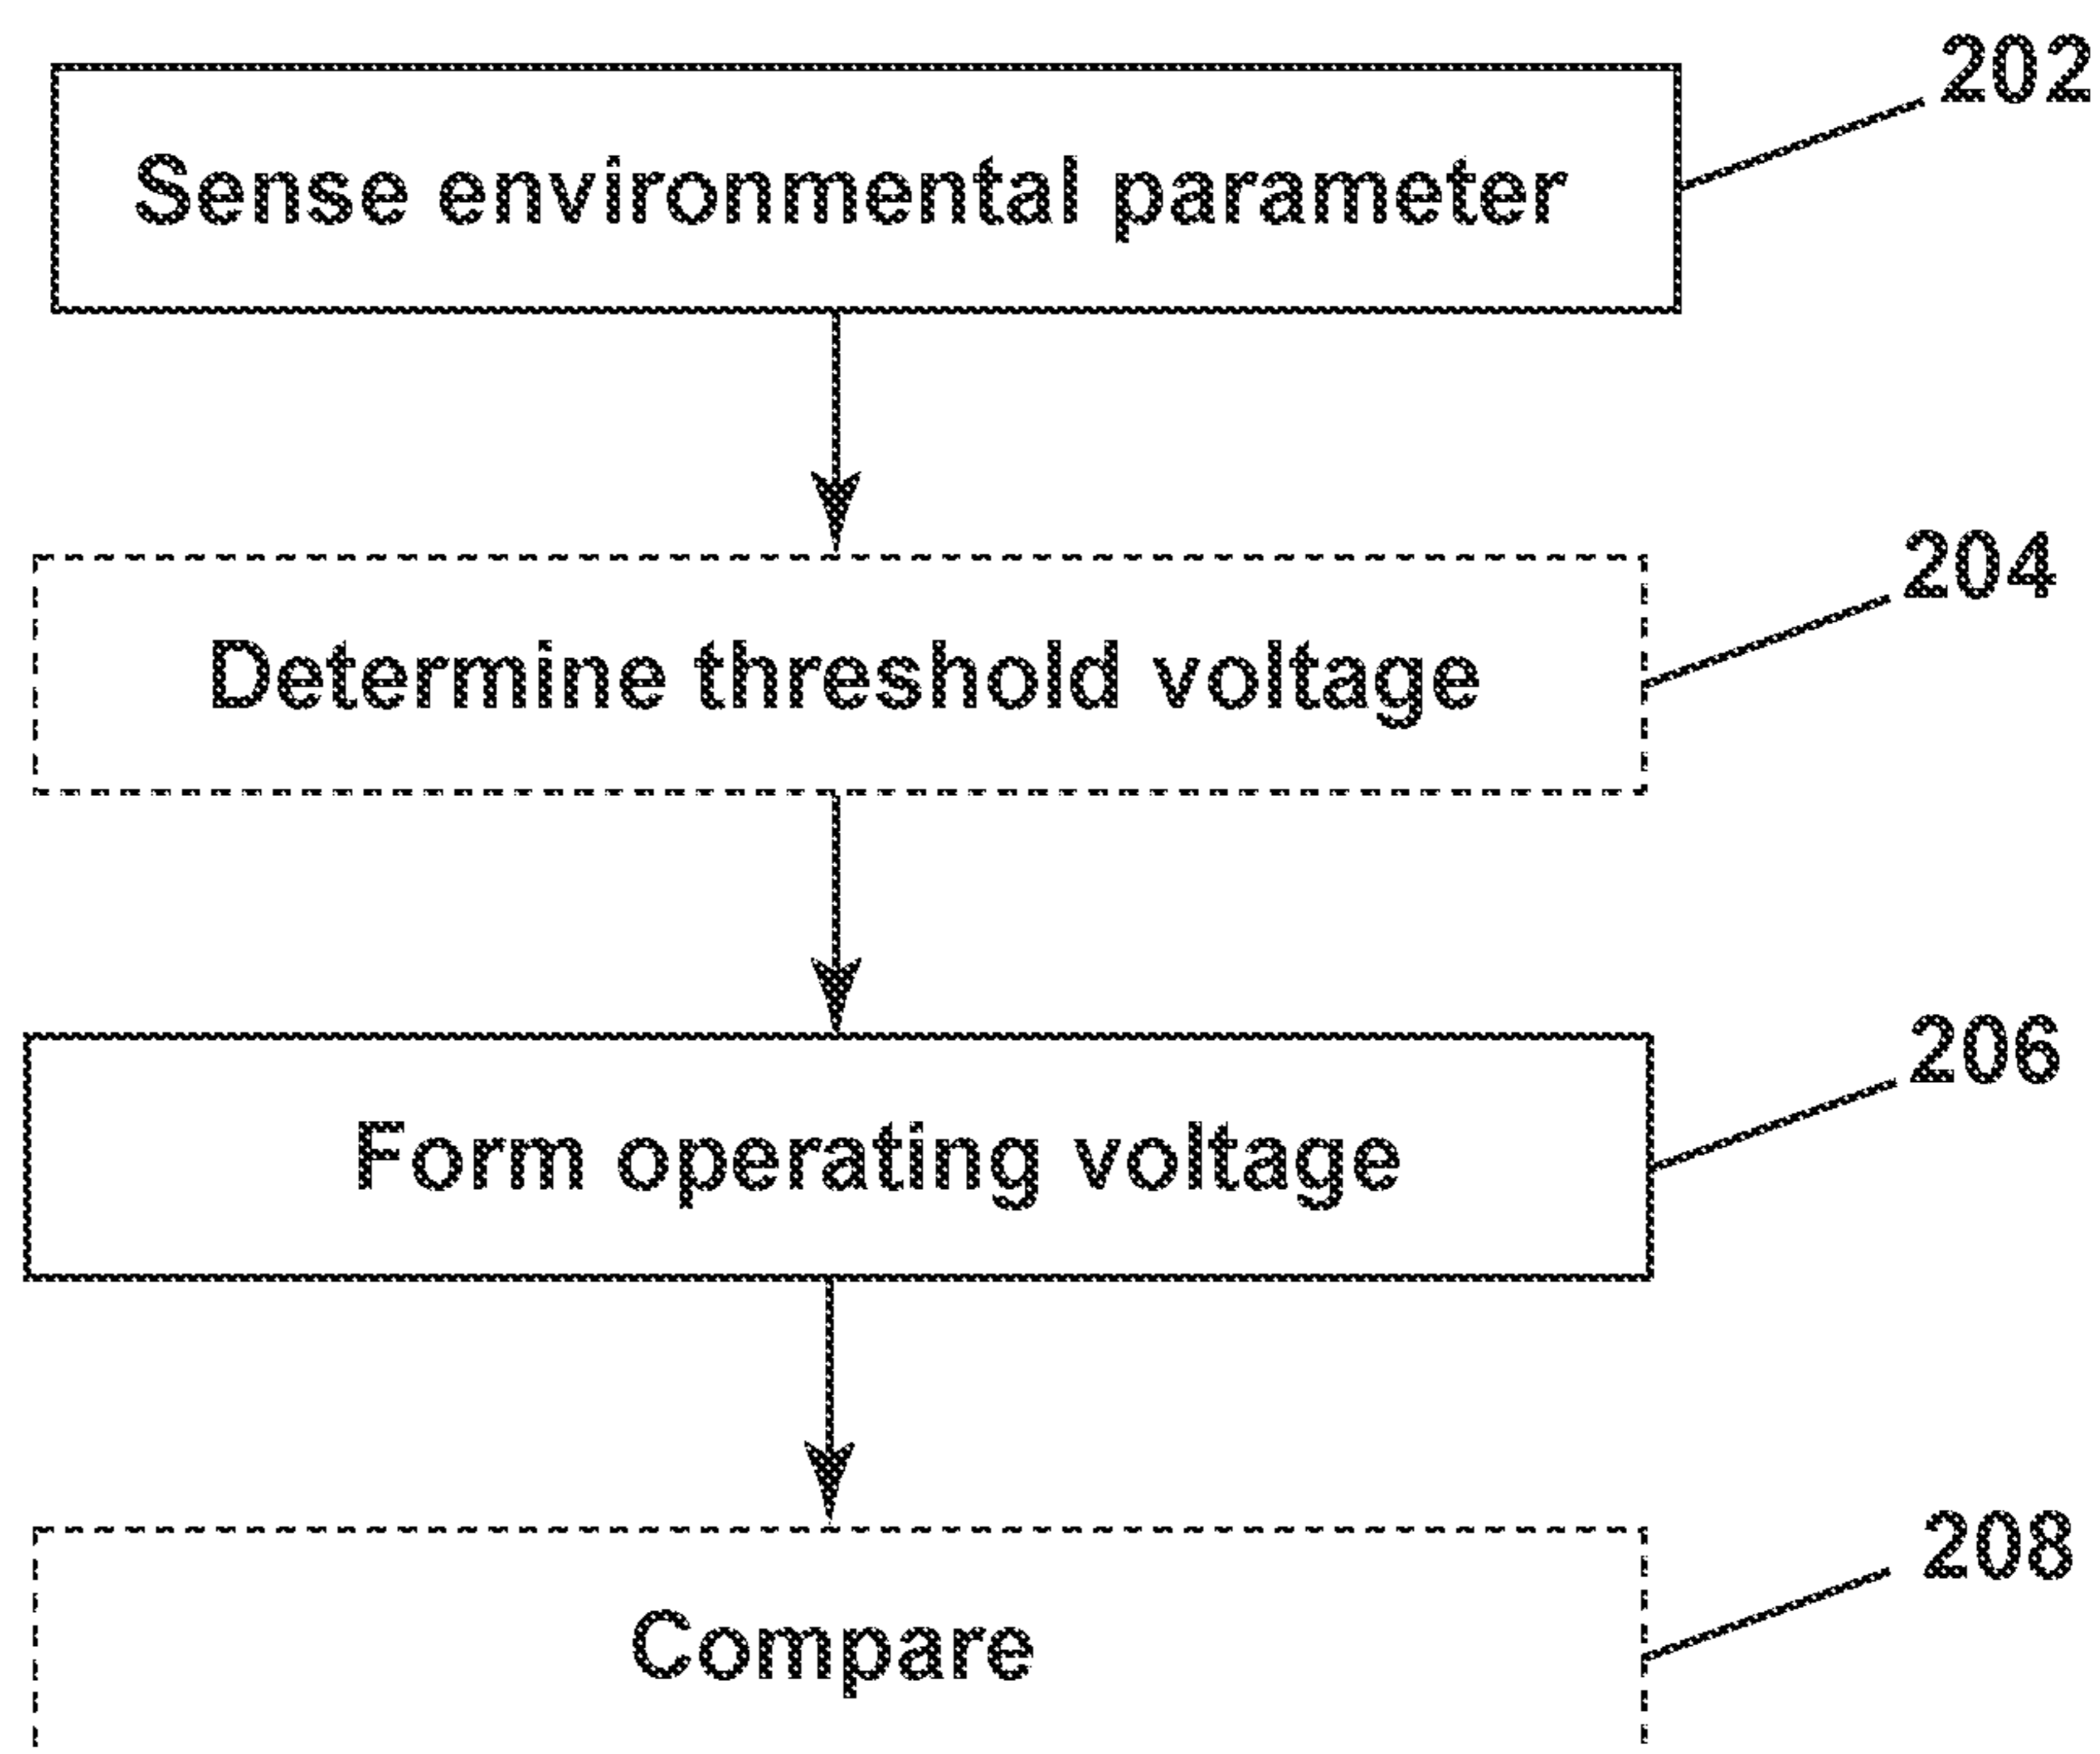 202
Sense environmental parameter
204
Determine threshold voltage
206
Form operating voltage
208
Compare